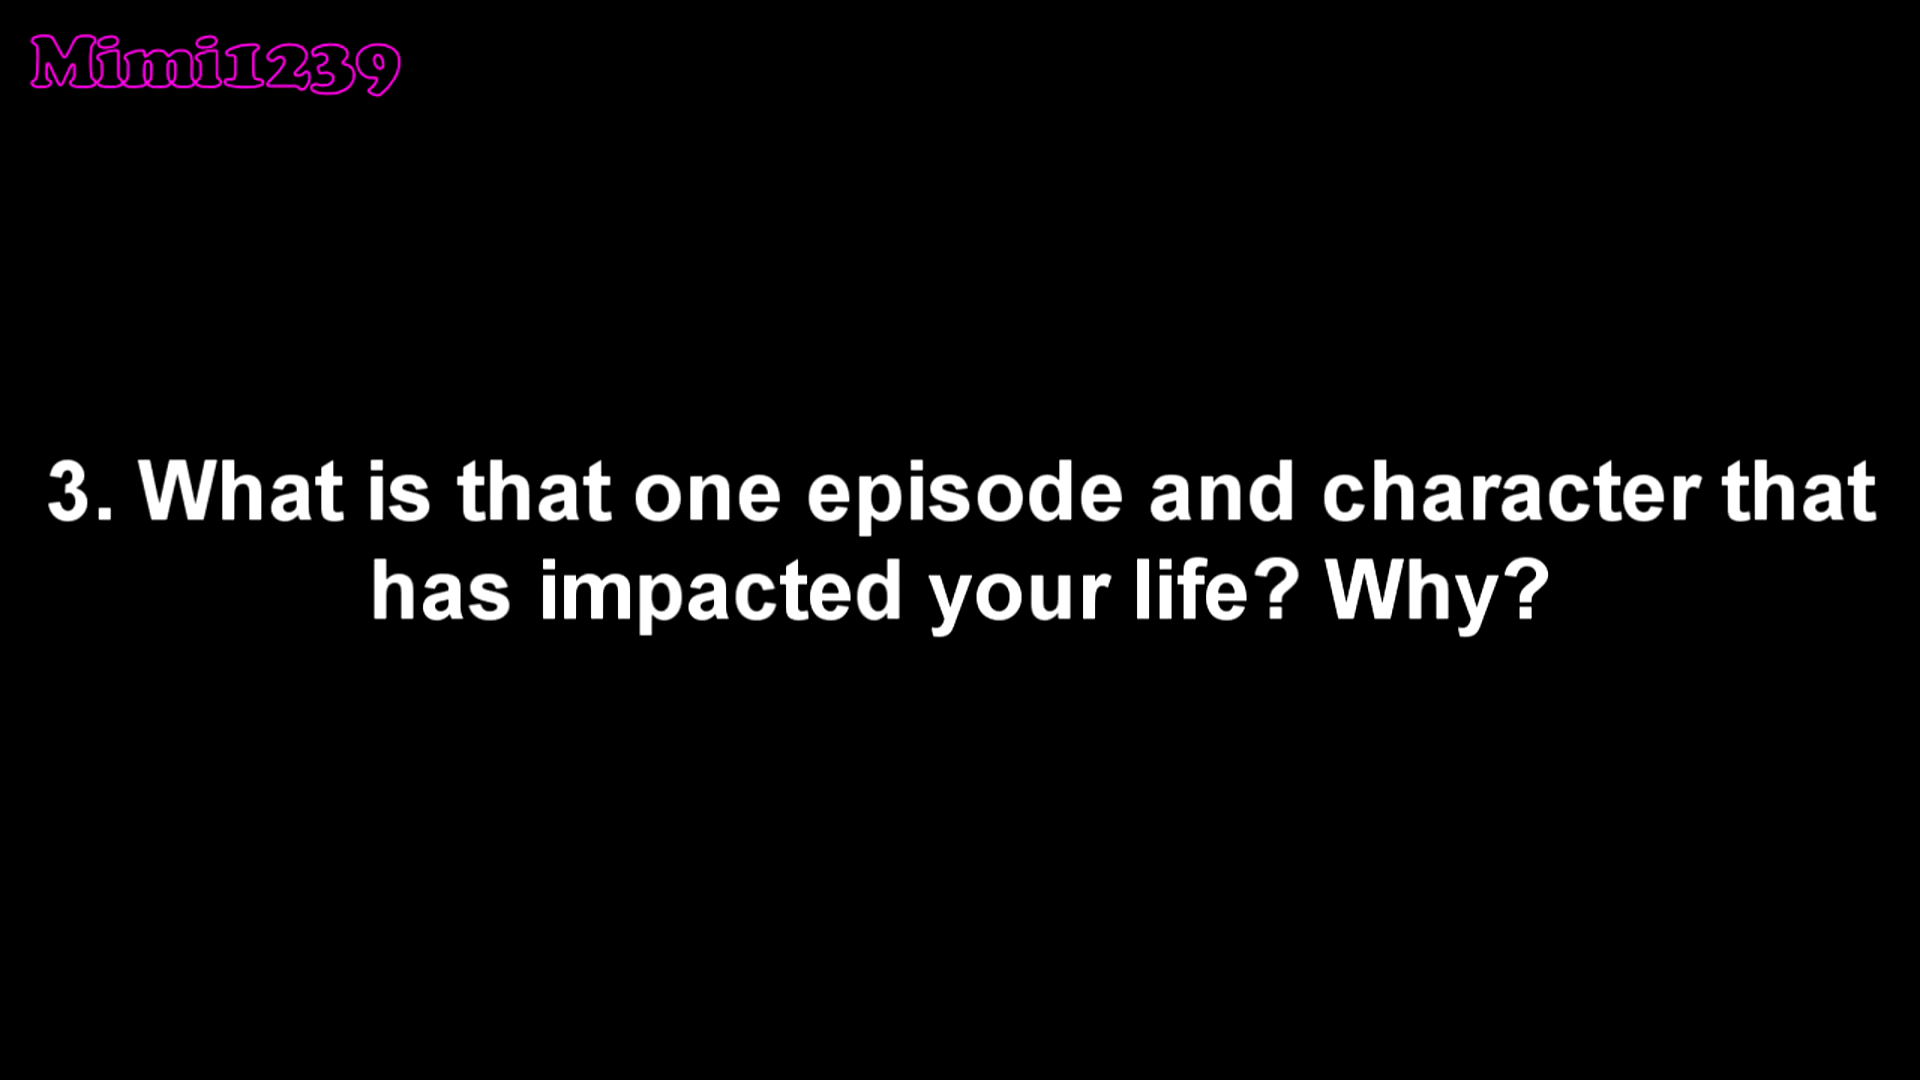 Mimi1239
3. What is that one episode and character that
has impacted your life? Why?